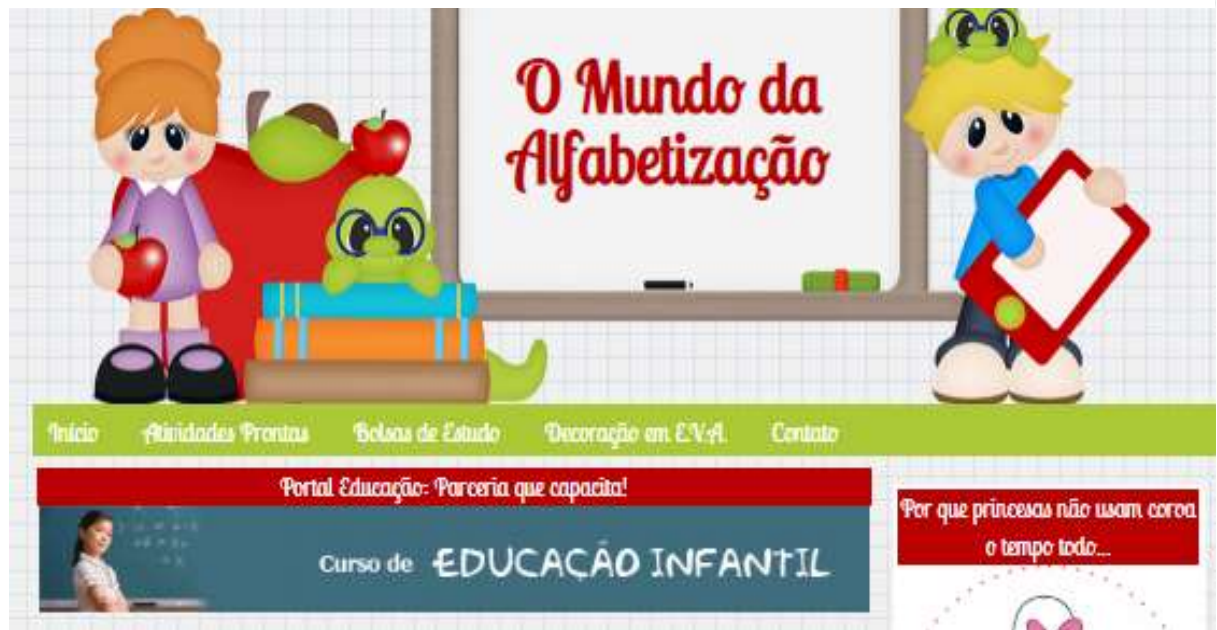 O Mundo da
Alfabetização
Início Atividades Prontas Bolsas de Estudo Decoração em E.V.A. Contato
Portal Educação: Parceria que capacita!
Curso de EDUCAÇÃO INFANTIL
Por que princesas não usam coroa
o tempo todo...